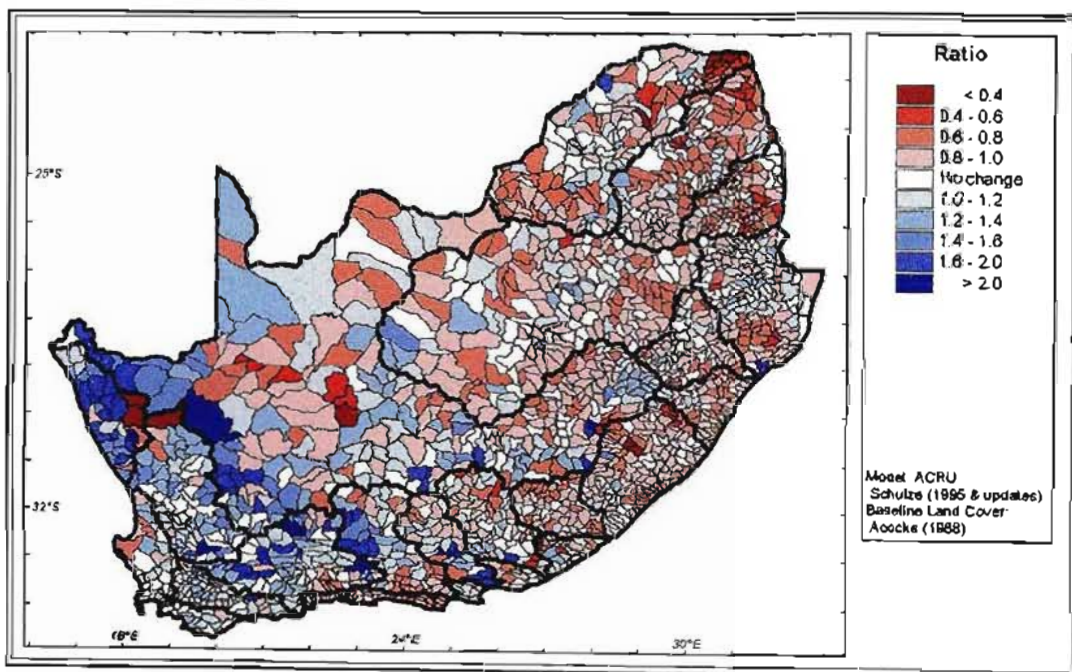 Ratio
< 0.4
0.4 - 0.6
0.6 - 0.8
0.8 - 1.0
No change
1.0 - 1.2
1.2 - 1.4
1.4 - 1.6
1.6 - 2.0
> 2.0
25°S
32°S
Model: ACRU
Schulze (1995 & updates)
Baseline Land Cover:
Acocks (1988)
18°E
24°E
30°E